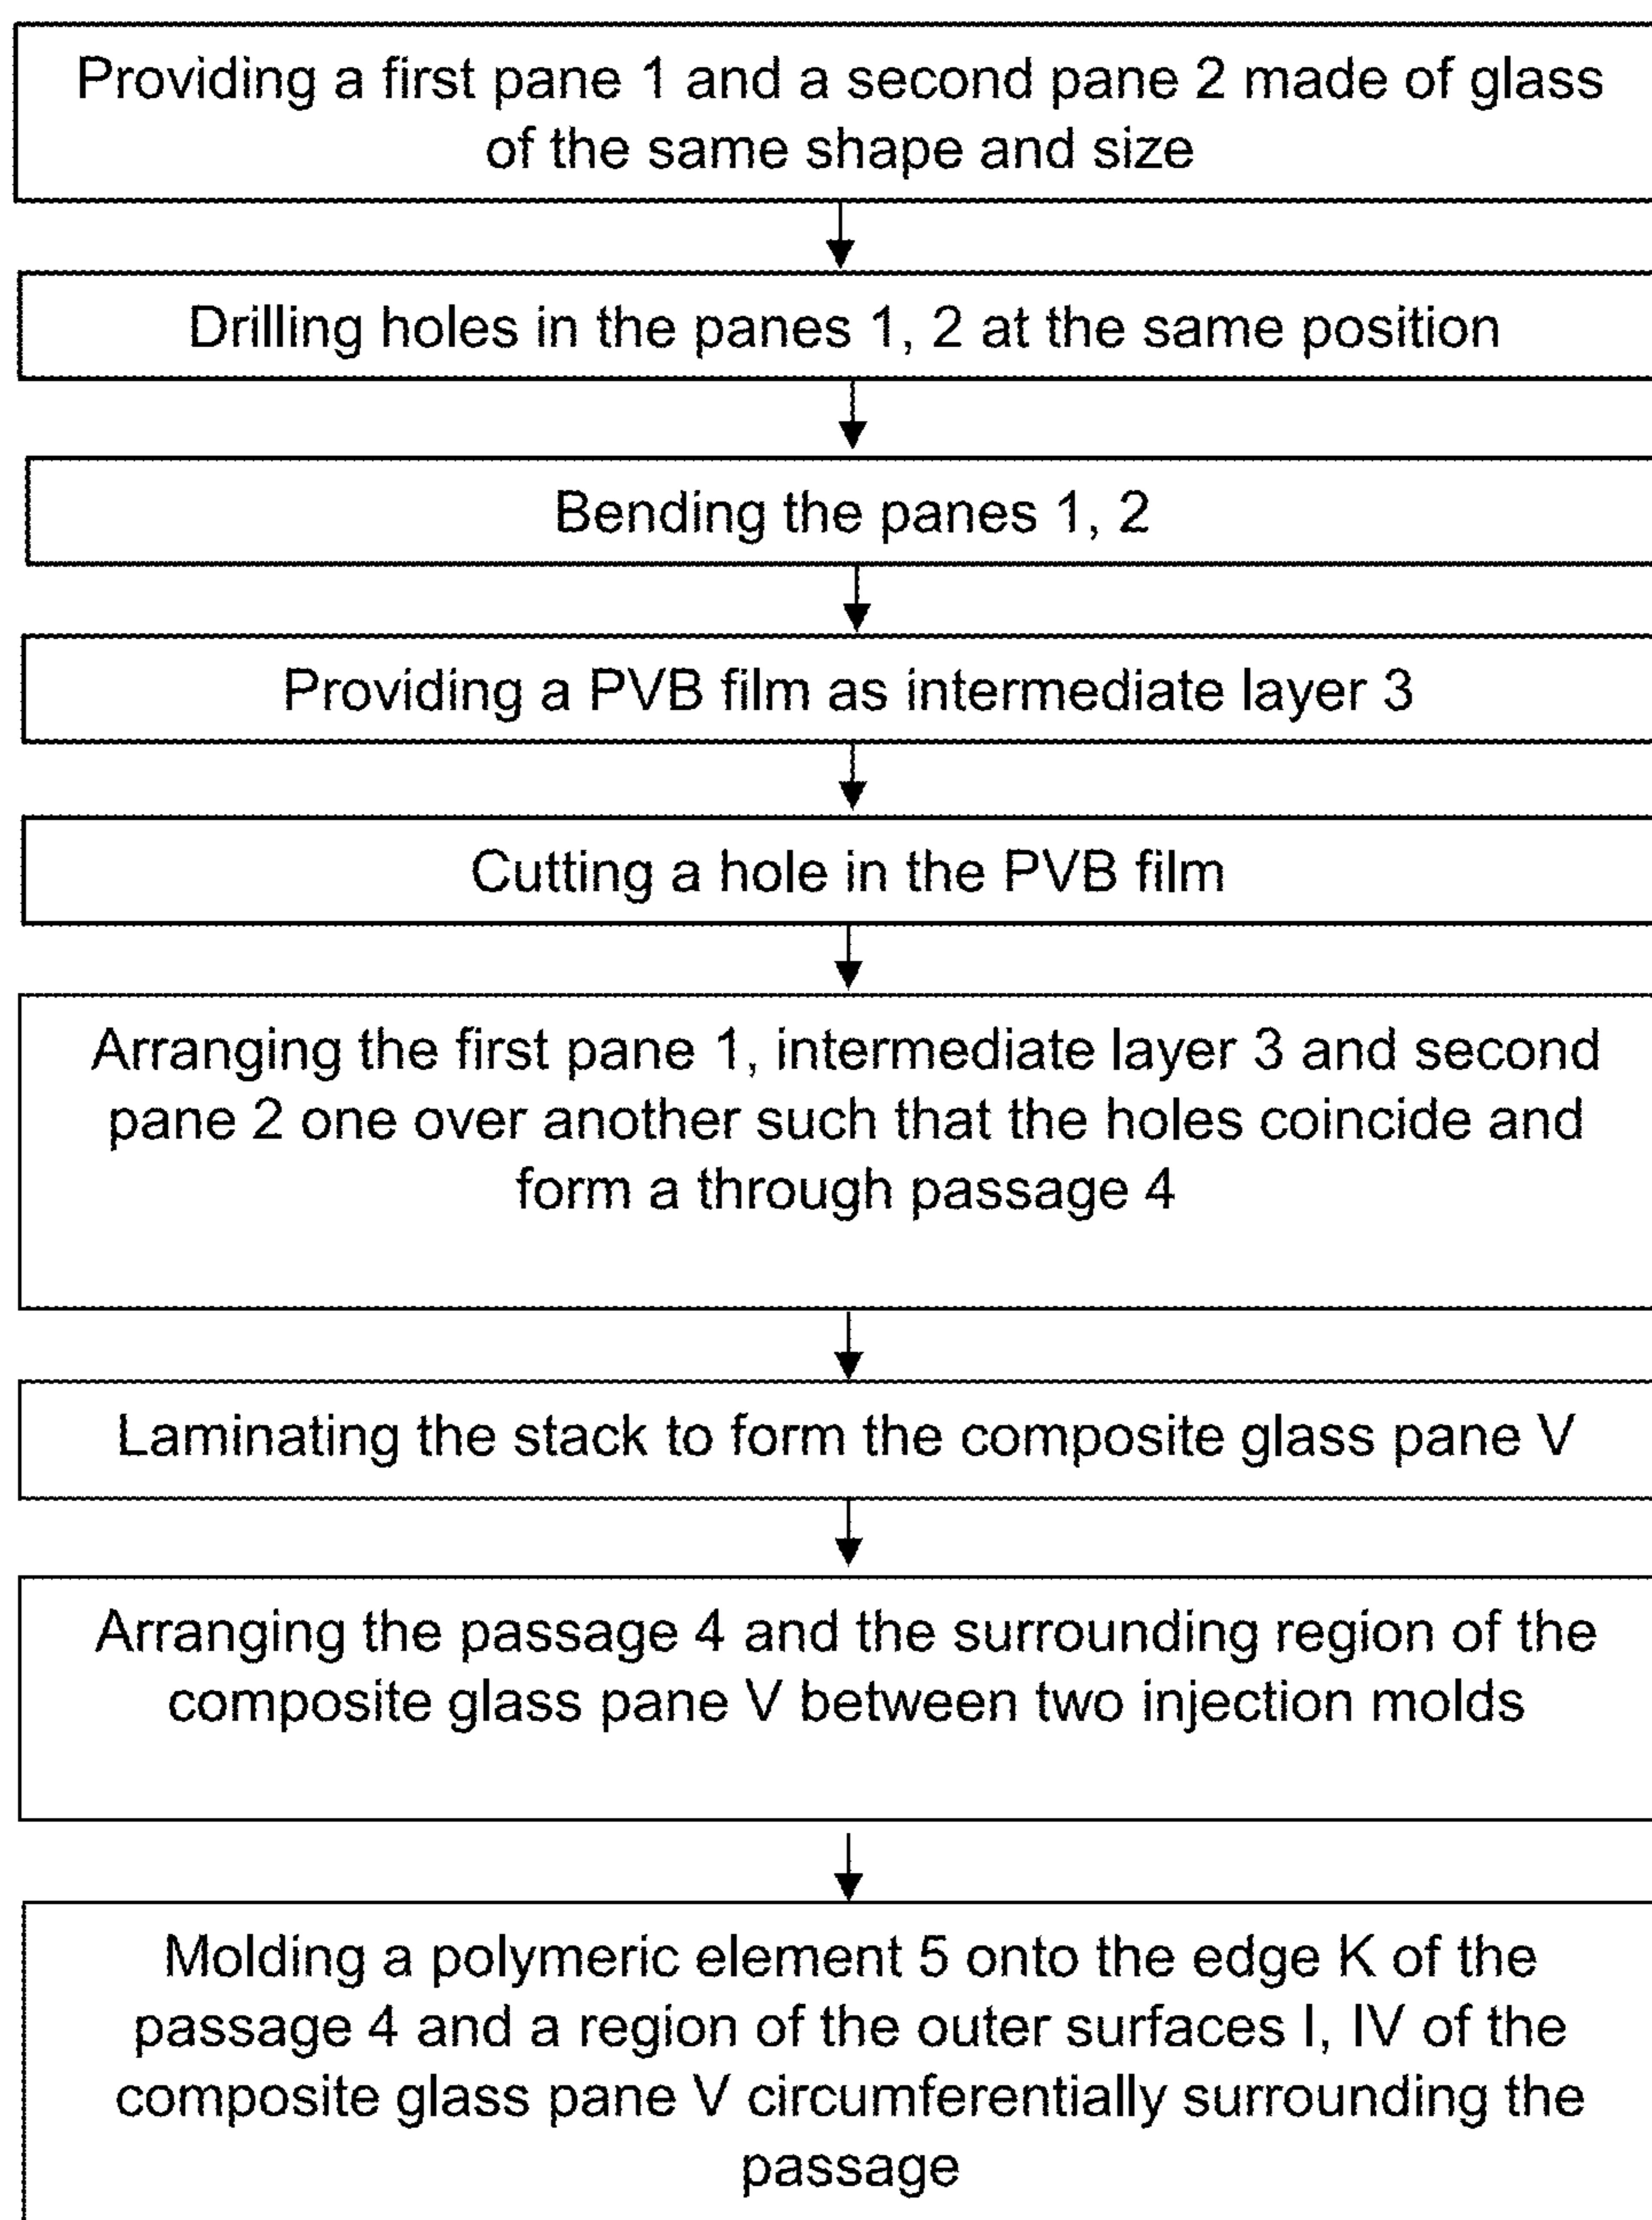 Providing a first pane 1 and a second pane 2 made of glass
of the same shape and size
Drilling holes in the panes 1, 2 at the same position
Bending the panes 1, 2
Providing a PVB film as intermediate layer 3
Cutting a hole in the PVB film
Arranging the first pane 1, intermediate layer 3 and second
pane 2 one over another such that the holes coincide and
form a through passage 4
Laminating the stack to form the composite glass pane V
Arranging the passage 4 and the surrounding region of the
composite glass pane V between two injection molds
Molding a polymeric element 5 onto the edge K of the
passage 4 and a region of the outer surfaces I, IV of the
composite glass pane V circumferentially surrounding the
passage